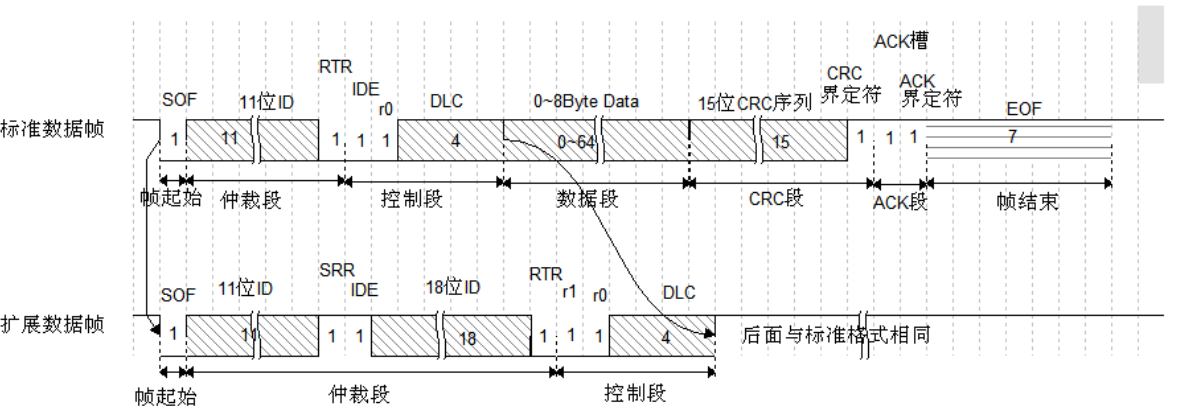 ACK槽
RTR
CRC
界定符
ACK
界定符
SOF
11位ID
IDE
r0
DLC
0~8Byte Data
15位CRC序列
EOF
标准数据帧
1
11
1
1
1
4
0~64
15
1
1
1
7
帧起始
仲裁段
控制段
数据段
CRC段
ACK段
帧结束
SOF
11位ID
SRR
IDE
18位ID
RTR
r1
r0
DLC
扩展数据帧
1
11
1
1
18
1
1
1
4
后面与标准格式相同
帧起始
仲裁段
控制段